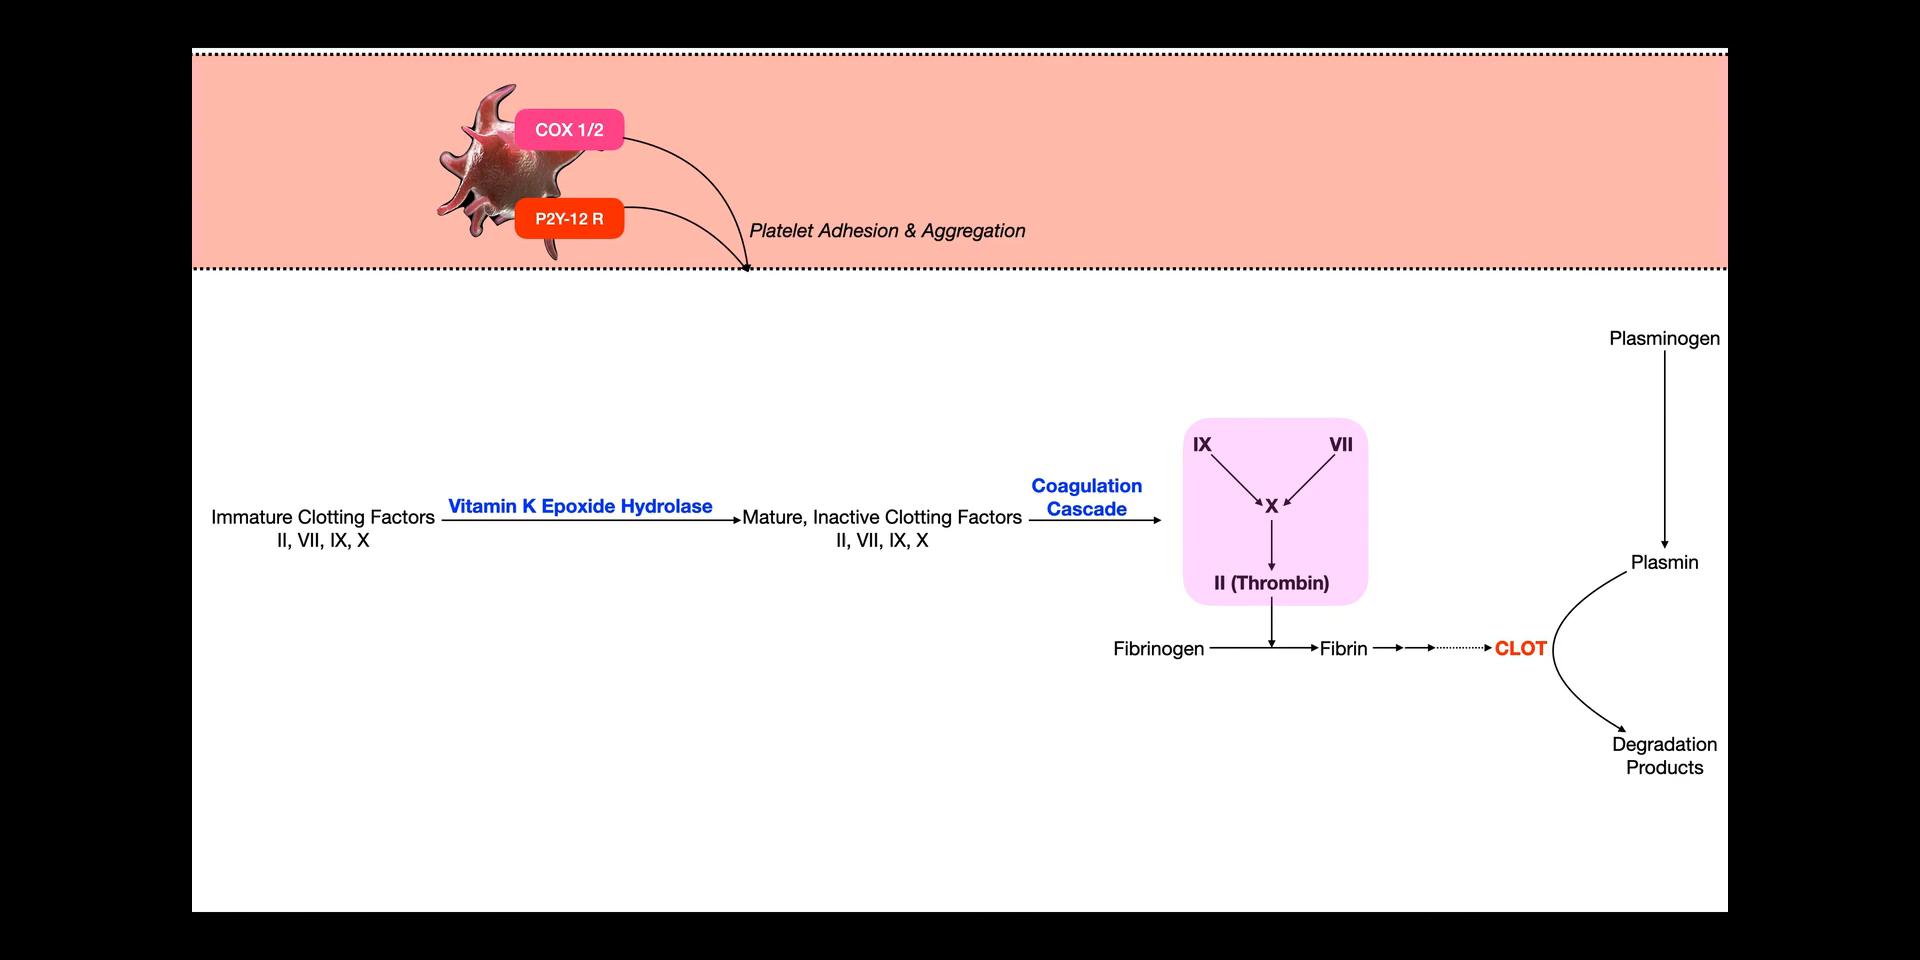 COX 1/2
P2Y-12 R
Platelet Adhesion & Aggregation
Plasminogen
IX
VII
Coagulation
Cascade
Vitamin K Epoxide Hydrolase
X
Immature Clotting Factors
II, VII, IX, X
Mature, Inactive Clotting Factors
II, VII, IX, X
Plasmin
II (Thrombin)
Fibrinogen
Fibrin
CLOT
Degradation
Products